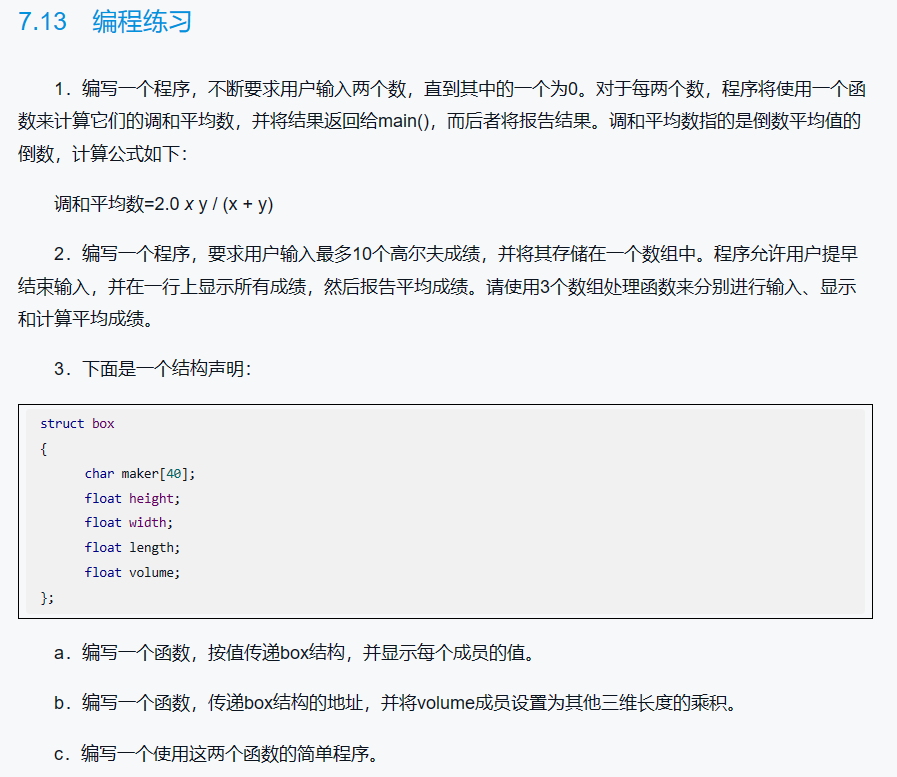 7.13 编程练习
1．编写一个程序，不断要求用户输入两个数，直到其中的一个为0。对于每两个数，程序将使用一个函
数来计算它们的调和平均数，并将结果返回给main()，而后者将报告结果。调和平均数指的是倒数平均值的
倒数，计算公式如下：
调和平均数=2.0 x y / (x + y)
2．编写一个程序，要求用户输入最多10个高尔夫成绩，并将其存储在一个数组中。程序允许用户提早
结束输入，并在一行上显示所有成绩，然后报告平均成绩。请使用3个数组处理函数来分别进行输入、显示
和计算平均成绩。
3．下面是一个结构声明：
struct box
{
char maker[40];
float height;
float width;
float length;
float volume;
};
a．编写一个函数，按值传递box结构，并显示每个成员的值。
b．编写一个函数，传递box结构的地址，并将volume成员设置为其他三维长度的乘积。
c．编写一个使用这两个函数的简单程序。